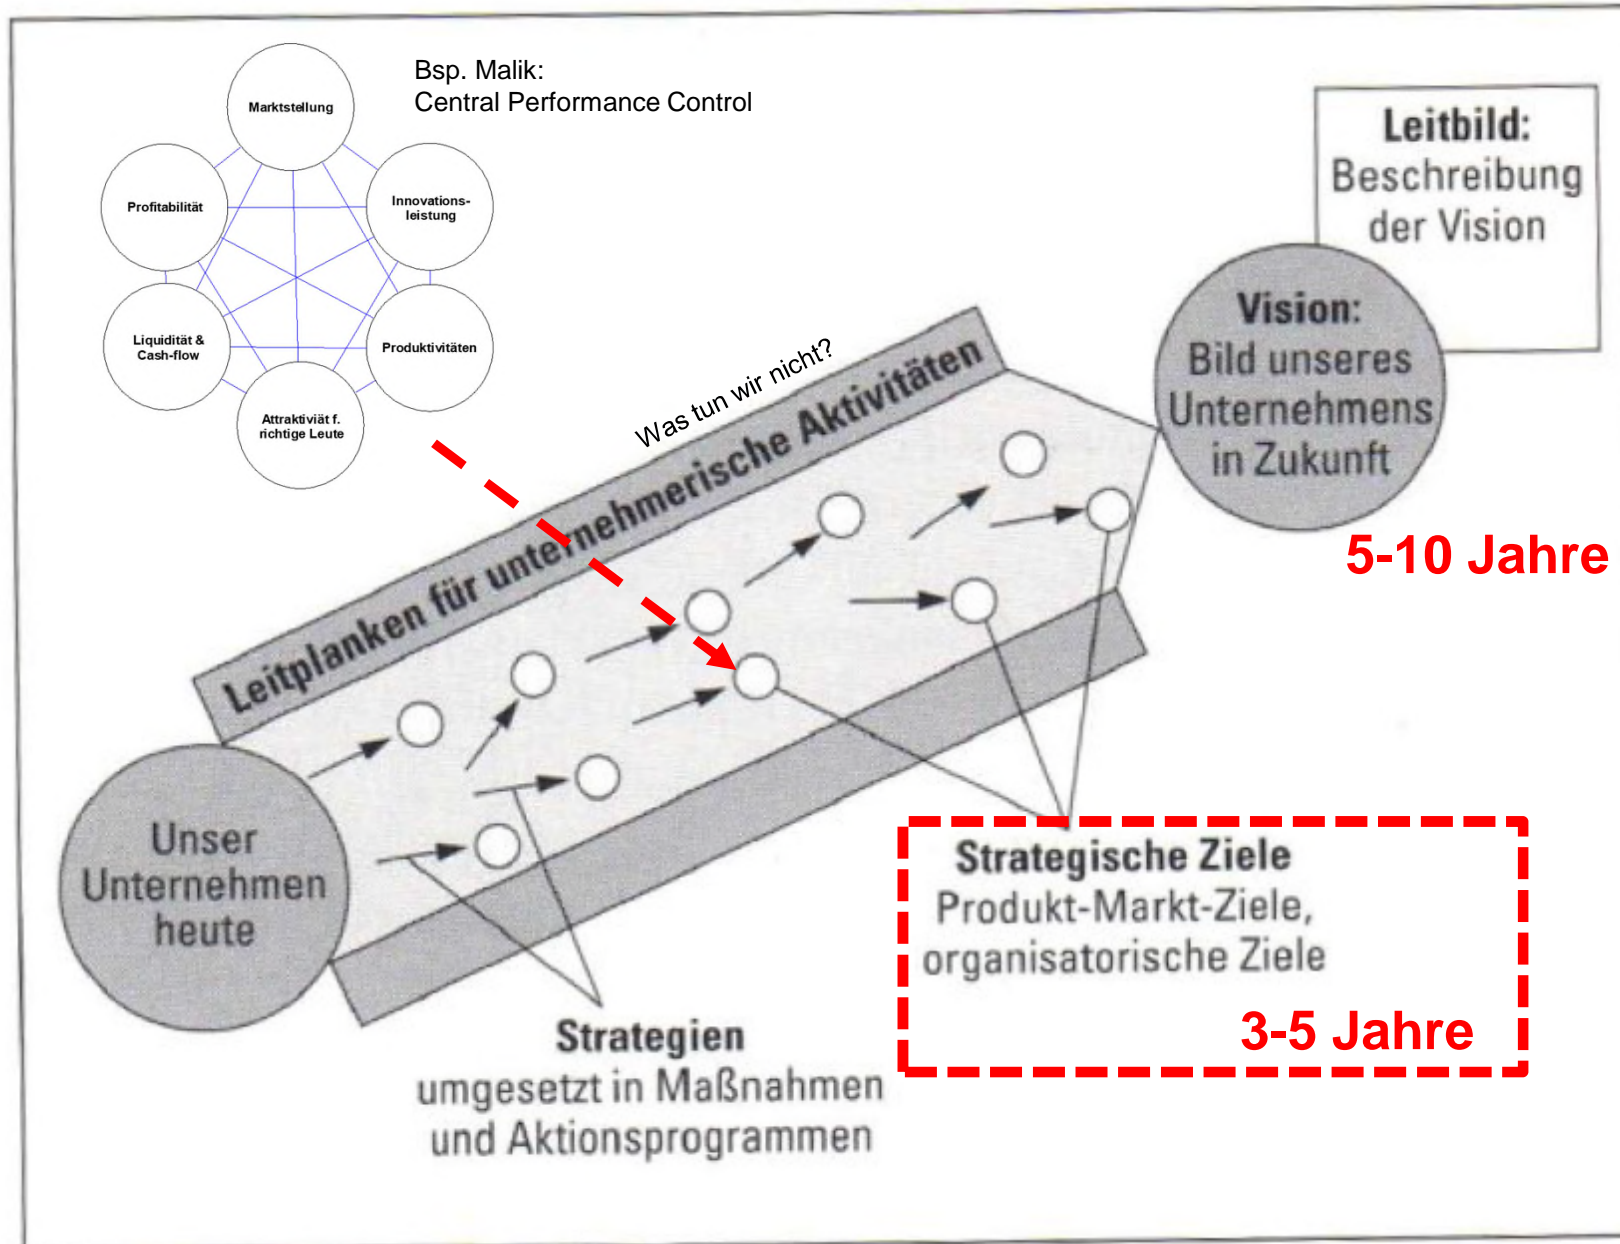 Bsp. Malik:
Central Performance Control
Marktstellung
Profitabilität
Innovations-
leistung
Liquidität &
Cash-flow
Produktivitäten
Attraktiviät f.
richtige Leute
Leitbild:
Beschreibung
der Vision
Vision:
Bild unseres
Unternehmens
in Zukunft
5-10 Jahre
Was tun wir nicht?
Leitplanken für unternehmerische Aktivitäten
Unser
Unternehmen
heute
Strategische Ziele
Produkt-Markt-Ziele,
organisatorische Ziele
3-5 Jahre
Strategien
umgesetzt in Maßnahmen
und Aktionsprogrammen